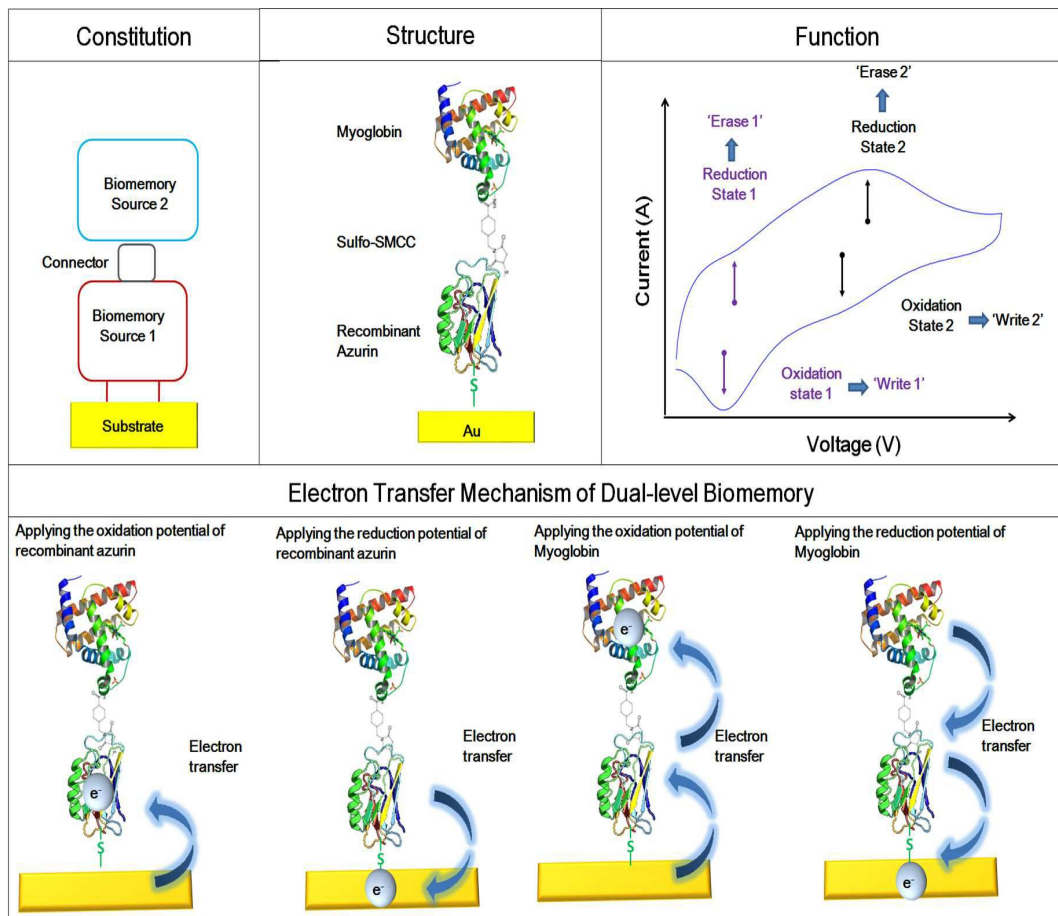 Constitution
Structure
Function
Biomemory
Source 2
Connector
Biomemory
Source 1
Substrate
Myoglobin
Sulfo-SMCC
Recombinant
Azurin
S
Au
'Erase 2'
'Erase 1'
Reduction
State 2
Reduction
State 1
Current (A)
Oxidation
State 2
'Write 2'
Oxidation
state 1
'Write 1'
Voltage (V)
Electron Transfer Mechanism of Dual-level Biomemory
Applying the oxidation potential of
recombinant azurin
Applying the reduction potential of
recombinant azurin
Applying the oxidation potential of
Myoglobin
Applying the reduction potential of
Myoglobin
e-
Electron
transfer
S
Electron
transfer
S
e-
e-
Electron
transfer
S
Electron
transfer
S
e-